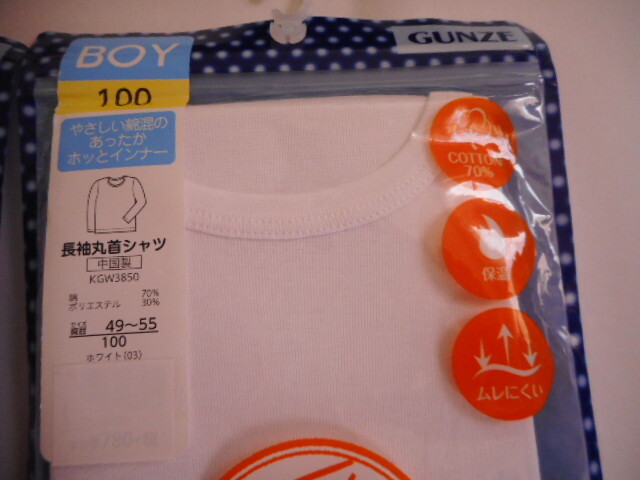 BOY
GUNZE
100
やさしい綿混の
あったか
ホッとインナー
長袖丸首シャツ
中国製
KGW3850
綿 70%
ポリエステル 30%
サイズ
胸囲 49〜55
100
ホワイト(03)
COTTON
70%
保温
ムレにくい